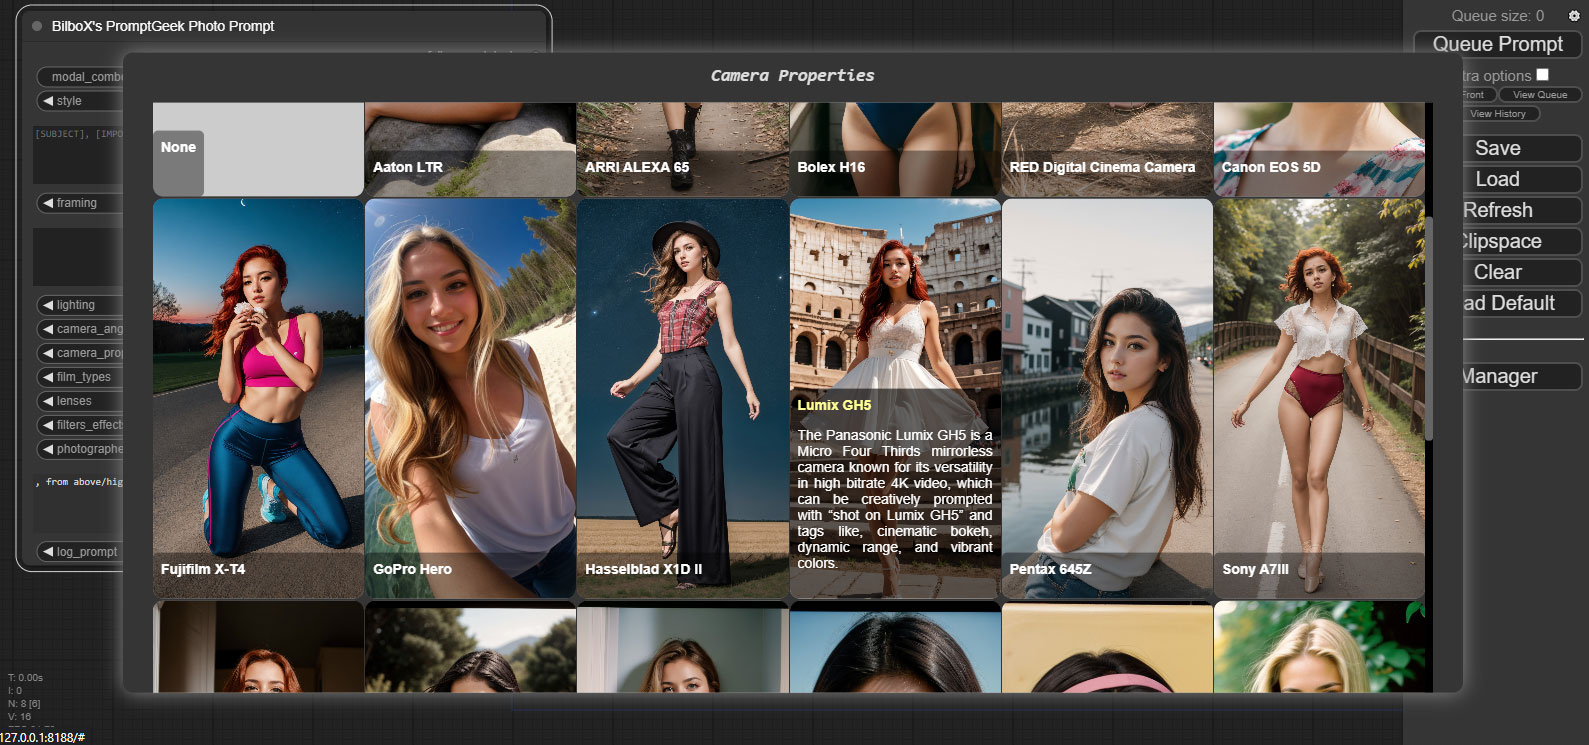 BilboX's PromptGeek Photo Prompt
modal_comb
style
[SUBJECT], [IMPO
framing
lighting
camera_ang
camera_pro
film_types
lenses
filters_effect
photographe
, from above/hig
log_prompt
T: 0.00s
I: 0
N: 8 [6]
V: 16
127.0.0.1:8188/#
Camera Properties
None
Aaton LTR
ARRI ALEXA 65
Bolex H16
RED Digital Cinema Camera
Canon EOS 5D
Fujifilm X-T4
GoPro Hero
Hasselblad X1D II
Lumix GH5
The Panasonic Lumix GH5 is a
Micro Four Thirds mirrorless
camera known for its versatility
in high bitrate 4K video, which
can be creatively prompted
with “shot on Lumix GH5” and
tags like, cinematic bokeh,
dynamic range, and vibrant
colors.
Pentax 645Z
Sony A7III
Queue size: 0
Queue Prompt
tra options
Front
View Queue
View History
Save
Load
Refresh
Clipspace
Clear
ad Default
Manager